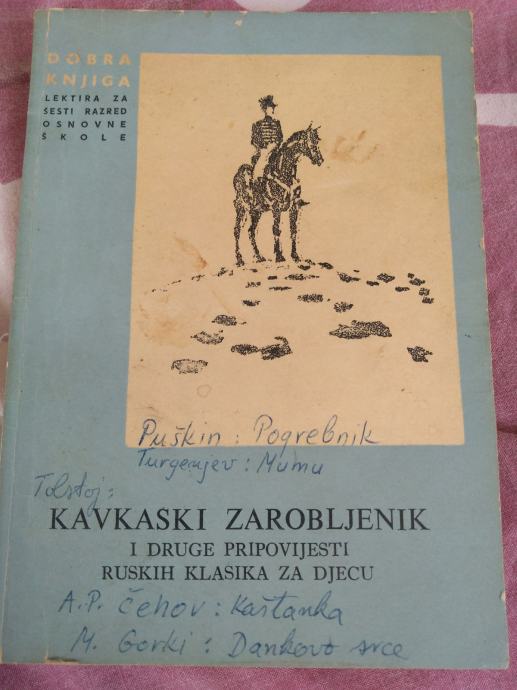 DOBRA
KNJIGA
LEKTIRA ZA
ŠESTI RAZRED
OSNOVNE
ŠKOLE
Puškin: Pogrebnik
Turgenjev: Mumu
Tolstoj:
KAVKASKI ZAROBLJENIK
I DRUGE PRIPOVIJESTI
RUSKIH KLASIKA ZA DJECU
A.P. Čehov: Kaštanka
M. Gorki: Dankovo srce